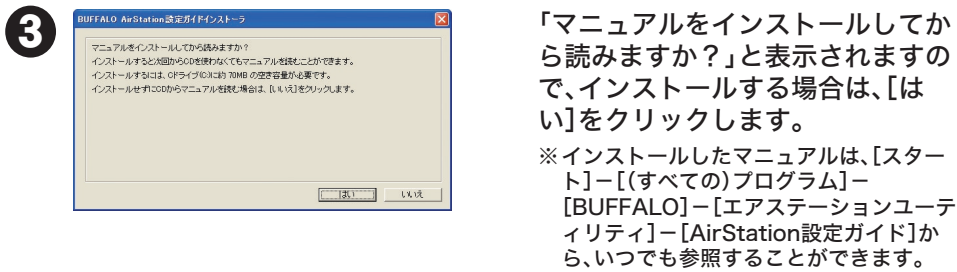 3
BUFFALO AirStation設定ガイドインストーラ
マニュアルをインストールしてから読みますか？
インストールすると次回からCDを使わなくてもマニュアルを読むことができます。
インストールするには、Cドライブ(C:)に約 70MB の空き容量が必要です。
インストールせずにCDからマニュアルを読む場合は、[いいえ]をクリックします。
はい
いいえ
「マニュアルをインストールしてか
ら読みますか？」と表示されますの
で、インストールする場合は、[は
い]をクリックします。
※インストールしたマニュアルは、[スター
ト]－[(すべての)プログラム]－
[BUFFALO]－[エアステーションユーテ
ィリティ]－[AirStation設定ガイド]か
ら、いつでも参照することができます。